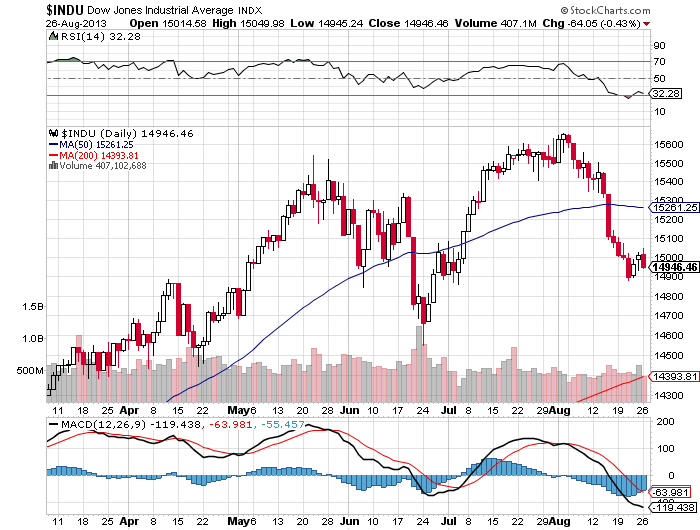 $INDU Dow Jones Industrial Average INDX © StockCharts.com
26-Aug-2013 Open 15014.58 High 15049.98 Low 14945.24 Close 14946.46 Volume 407.1M Chg -64.05 (-0.43%)
RSI(14) 32.28
90
70
50
32.28
10
$INDU (Daily) 14946.46
MA(50) 15261.25
MA(200) 14393.81
Volume 407,102,688
15600
15500
15400
15300
15261.25
15200
15100
15000
14946.46
14800
1.5B
14700
1.0B
14600
14500
500M
14393.81
14300
11 18 25 Apr 8 15 22 May 6 13 20 28 Jun 10 17 24 Jul 8 15 22 29 Aug 12 19 26
MACD(12,26,9) -119.438, -63.981, -55.457
200
100
0
-63.981
-119.438
11 18 25 Apr 8 15 22 May 6 13 20 28 Jun 10 17 24 Jul 8 15 22 29 Aug 12 19 26